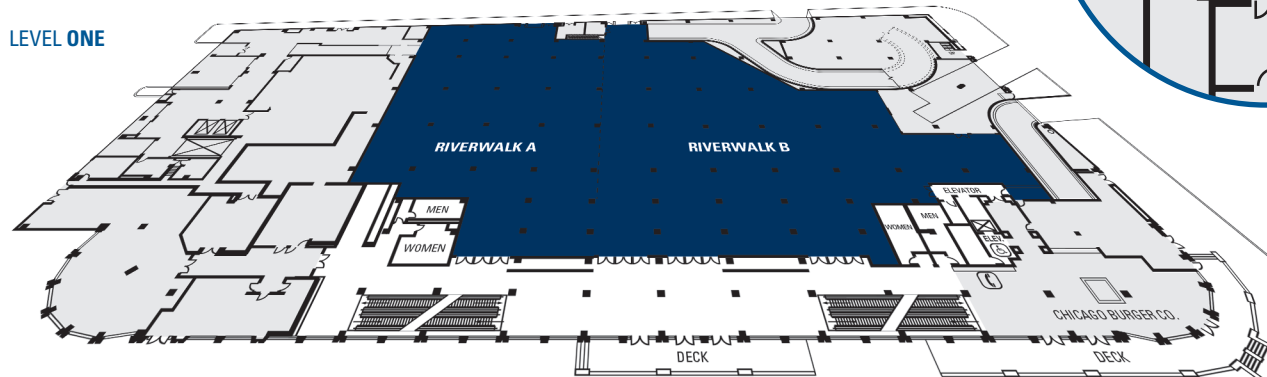 LEVEL ONE
RIVERWALK A
RIVERWALK B
MEN
WOMEN
ELEVATOR
WOMEN
MEN
ELEV.
CHICAGO BURGER CO.
DECK
DECK